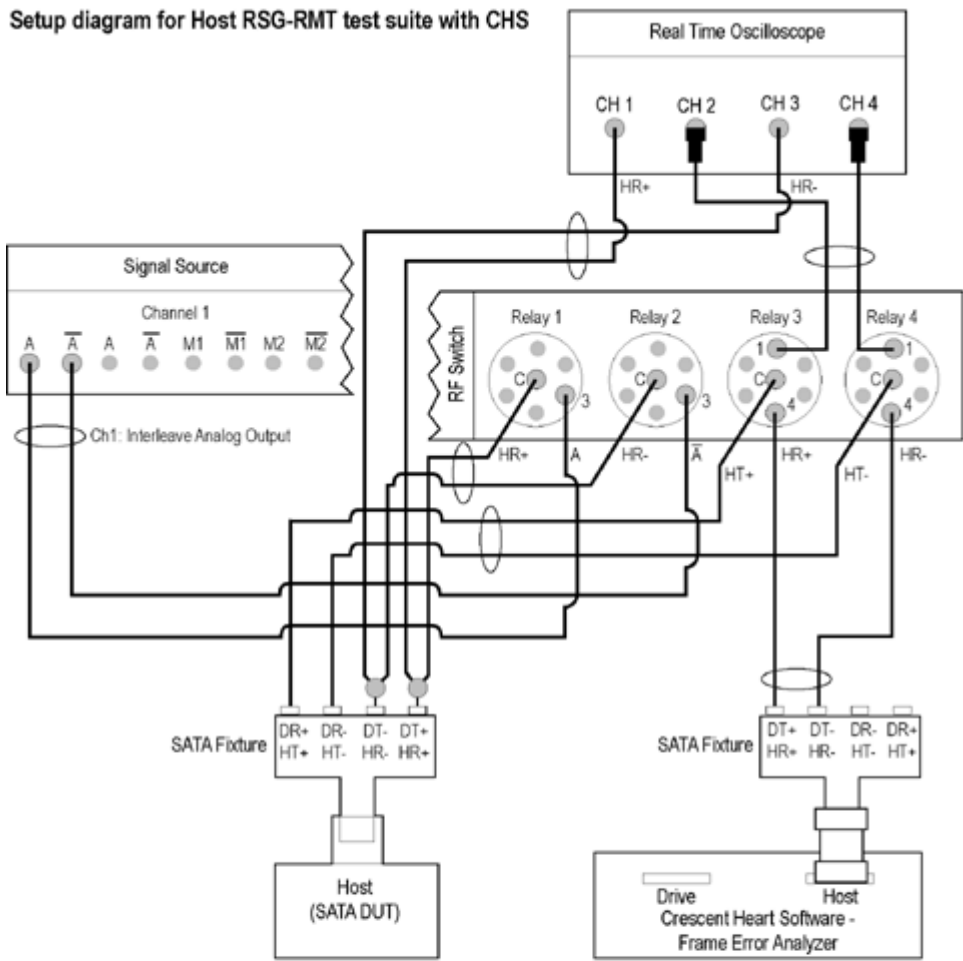 Setup diagram for Host RSG-RMT test suite with CHS
Real Time Oscilloscope
CH 1 CH 2 CH 3 CH 4
HR+ HR-
Signal Source
Channel 1
A A̅ A A̅ M1 M̅1̅ M2 M̅2̅
Ch1: Interleave Analog Output
RF Switch
Relay 1 Relay 2 Relay 3 Relay 4
1 1
C C C C
3 3 4 4
HR+ A HR- A̅ HT+ HR+ HT- HR-
SATA Fixture
DR+ DR- DT- DT+
HT+ HT- HR- HR+
Host
(SATA DUT)
SATA Fixture
DT+ DT- DR- DR+
HR+ HR- HT- HT+
Drive Host
Crescent Heart Software -
Frame Error Analyzer